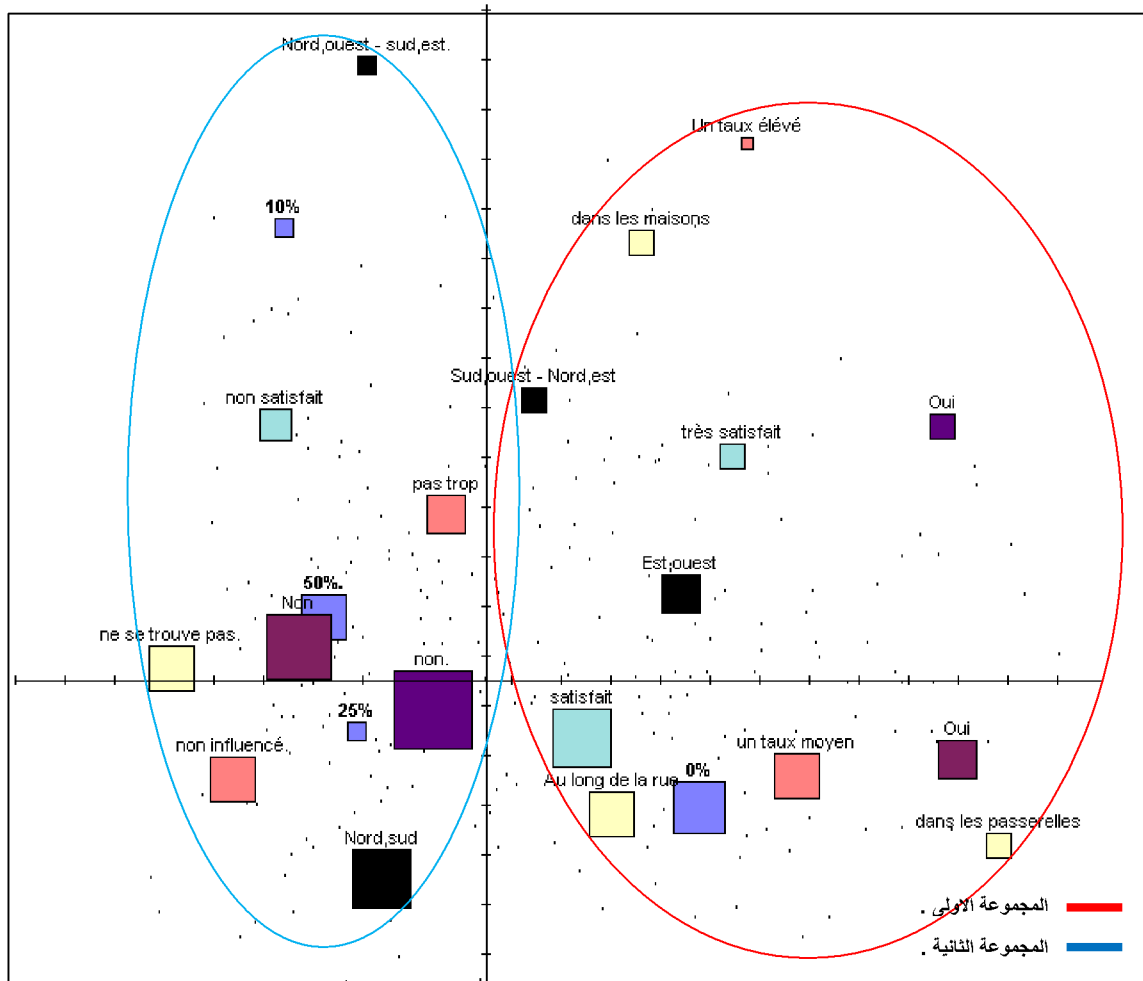 Nord,ouest - sud,est.
Un taux élévé
10%
dans les maisons
Sud,ouest - Nord,est
non satisfait
Oui
très satisfait
pas trop
Est,ouest
50%.
Non
ne se trouve pas.
non.
satisfait
25%
non influencé.
un taux moyen
Oui
Au long de la rue
0%
dans les passerelles
Nord,sud
المجموعة الاولى .
المجموعة الثانية .